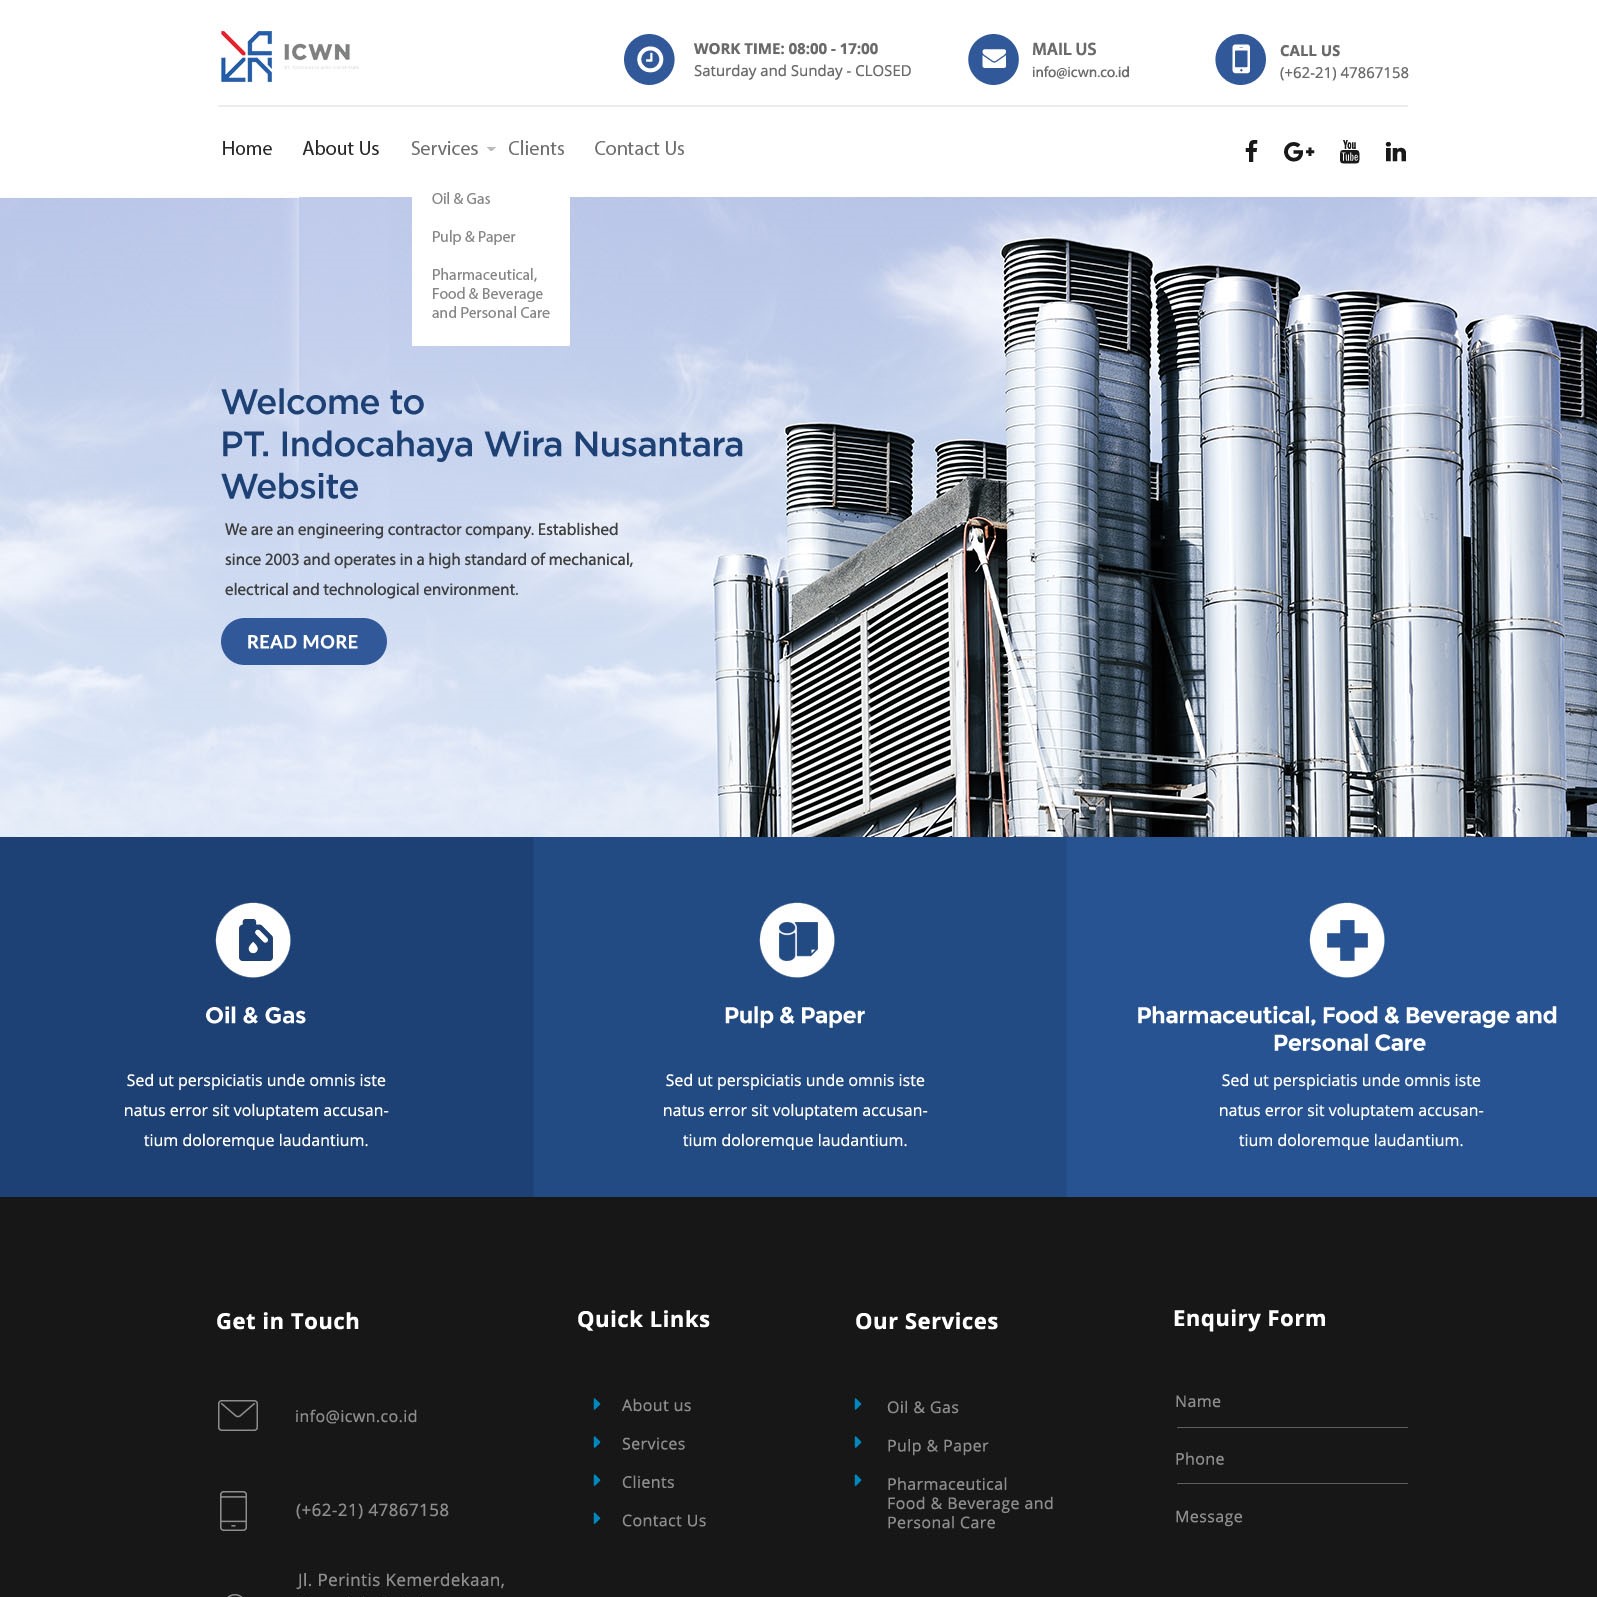 ICWN
WORK TIME: 08:00 - 17:00
Saturday and Sunday - CLOSED
MAIL US
info@icwn.co.id
CALL US
(+62-21) 47867158
Home
About Us
Services
Clients
Contact Us
You
Tube
Oil & Gas
Pulp & Paper
Pharmaceutical,
Food & Beverage
and Personal Care
Welcome to
PT. Indocahaya Wira Nusantara
Website
We are an engineering contractor company. Established
since 2003 and operates in a high standard of mechanical,
electrical and technological environment.
READ MORE
Oil & Gas
Sed ut perspiciatis unde omnis iste
natus error sit voluptatem accusan-
tium doloremque laudantium.
Pulp & Paper
Sed ut perspiciatis unde omnis iste
natus error sit voluptatem accusan-
tium doloremque laudantium.
Pharmaceutical, Food & Beverage and
Personal Care
Sed ut perspiciatis unde omnis iste
natus error sit voluptatem accusan-
tium doloremque laudantium.
Get in Touch
info@icwn.co.id
(+62-21) 47867158
Jl. Perintis Kemerdekaan,
Quick Links
About us
Services
Clients
Contact Us
Our Services
Oil & Gas
Pulp & Paper
Pharmaceutical
Food & Beverage and
Personal Care
Enquiry Form
Name
Phone
Message